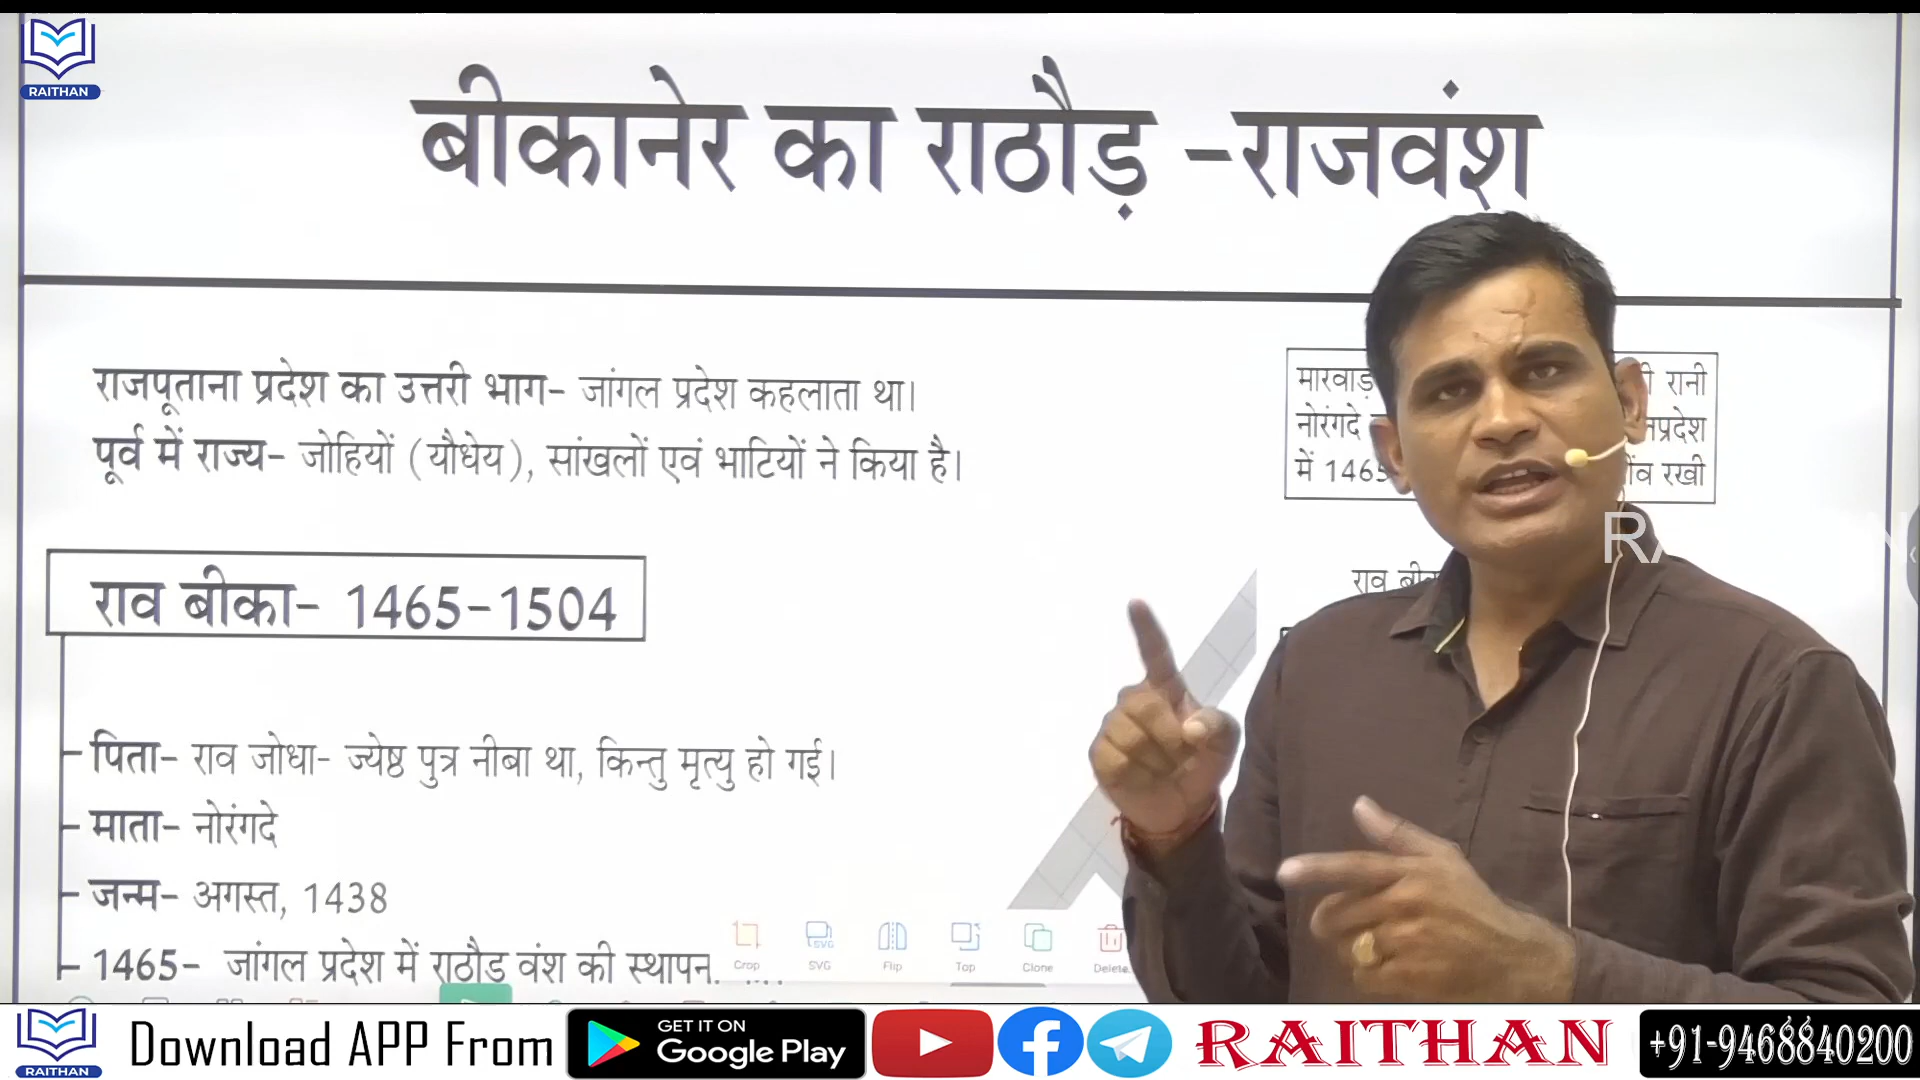 RAITHAN
बीकानेर का राठौड़ -राजवंश
राजपूताना प्रदेश का उत्तरी भाग- जांगल प्रदेश कहलाता था।
पूर्व में राज्य- जोहियों (यौधेय), सांखलों एवं भाटियों ने किया है।
मारवाड़ रानी
नोरंगदे
में 1465 रखी
राव
राव बीका- 1465-1504
पिता- राव जोधा- ज्येष्ठ पुत्र नीबा था, किन्तु मृत्यु हो गई।
माता- नोरंगदे
जन्म- अगस्त, 1438
1465- जांगल प्रदेश में राठौड वंश की
Crop SVG Flip Top Clone Delete
RAITHAN
Download APP From GET IT ON Google Play RAITHAN +91-9468840200